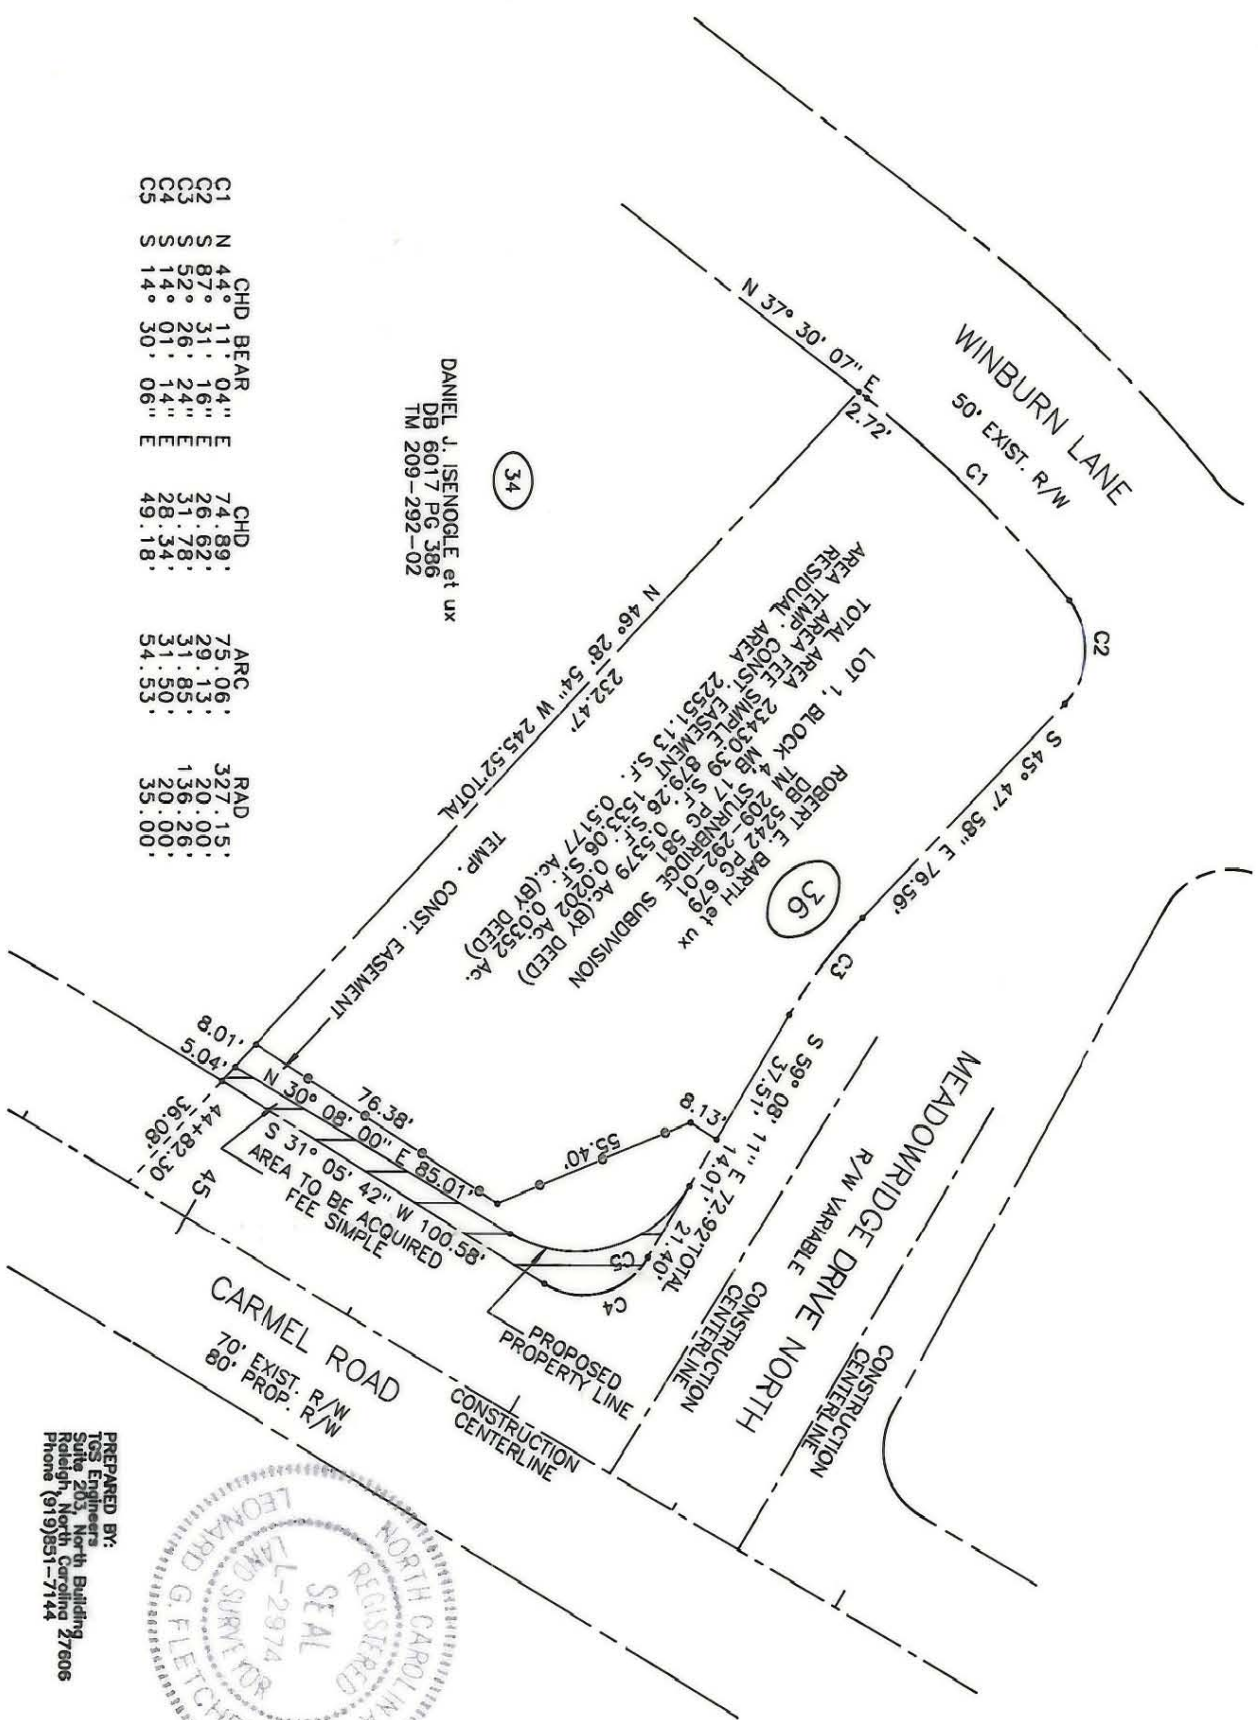 WINBURN LANE
50' EXIST. R/W
N 37° 30' 07" E
2.72'
C1
C2
S 45° 47' 58" E 76.56'
C3
S 59° 08' 11" E 72.92'TOTAL
37.51'
14.01'
21.40'
MEADOWRIDGE DRIVE NORTH
R/W VARIABLE
CONSTRUCTION
CENTERLINE
CONSTRUCTION
CENTERLINE
36
ROBERT E. BARTH et ux
DB 5242 PG 679
TM 209-292-01
LOT 1, BLOCK 4, STURNBRIDGE SUBDIVISION
MB 17 PG 581
TOTAL AREA 23430.39 S.F. 0.5379 Ac.(BY DEED)
AREA FEE SIMPLE 879.26 S.F. 0.0202 Ac.
AREA TEMP. CONST. EASEMENT 1533.06 S.F. 0.0352 Ac.
RESIDUAL AREA 22551.13 S.F. 0.5177 Ac.(BY DEED)
N 46° 28' 54" W 245.52'TOTAL
232.47'
TEMP. CONST. EASEMENT
34
DANIEL J. ISENOGLE et ux
DB 6017 PG 386
TM 209-292-02
8.01'
5.04'
76.38'
55.40'
8.13'
N 30° 08' 00" E 85.01'
S 31° 05' 42" W 100.58'
AREA TO BE ACQUIRED
FEE SIMPLE
44+82.30
36.08'
45
C5
C4
PROPOSED
PROPERTY LINE
CARMEL ROAD
70' EXIST. R/W
80' PROP. R/W
CONSTRUCTION
CENTERLINE
CHD BEAR CHD ARC RAD
C1 N 44° 11' 04" E 74.89' 75.06' 327.15'
C2 S 87° 31' 16" E 26.62' 29.13' 20.00'
C3 S 52° 26' 24" E 31.78' 31.85' 136.26'
C4 S 14° 01' 14" E 28.34' 31.50' 20.00'
C5 S 14° 30' 06" E 49.18' 54.53' 35.00'
PREPARED BY:
TGS Engineers
Suite 203, North Building
Raleigh, North Carolina 27606
Phone (919)851-7144
NORTH CAROLINA
REGISTERED
SEAL
L-2974
LAND SURVEYOR
LEONARD G. FLETCHE